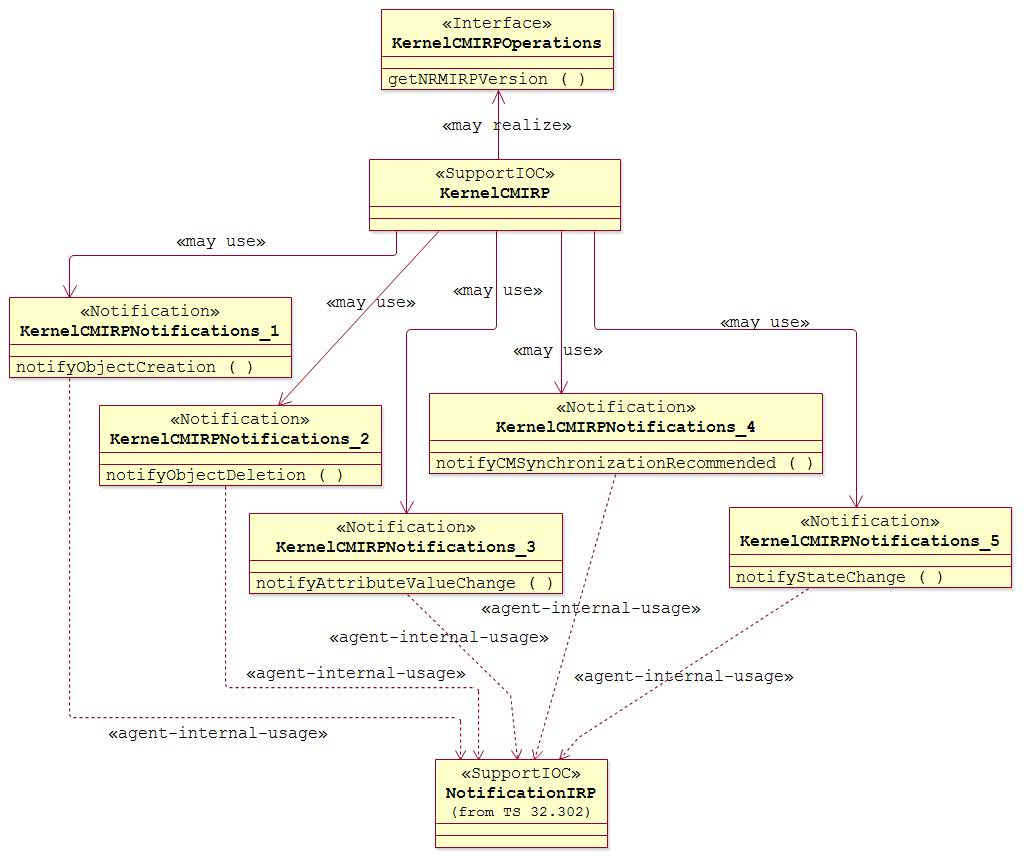 «Interface»
KernelCMIRPOperations
getNRMIRPVersion ( )
«may realize»
«SupportIOC»
KernelCMIRP
«may use»
«may use»
«may use»
«may use»
«may use»
«Notification»
KernelCMIRPNotifications_1
notifyObjectCreation ( )
«Notification»
KernelCMIRPNotifications_2
notifyObjectDeletion ( )
«Notification»
KernelCMIRPNotifications_4
notifyCMSynchronizationRecommended ( )
«Notification»
KernelCMIRPNotifications_3
notifyAttributeValueChange ( )
«Notification»
KernelCMIRPNotifications_5
notifyStateChange ( )
«agent-internal-usage»
«agent-internal-usage»
«agent-internal-usage»
«agent-internal-usage»
«agent-internal-usage»
«SupportIOC»
NotificationIRP
(from TS 32.302)